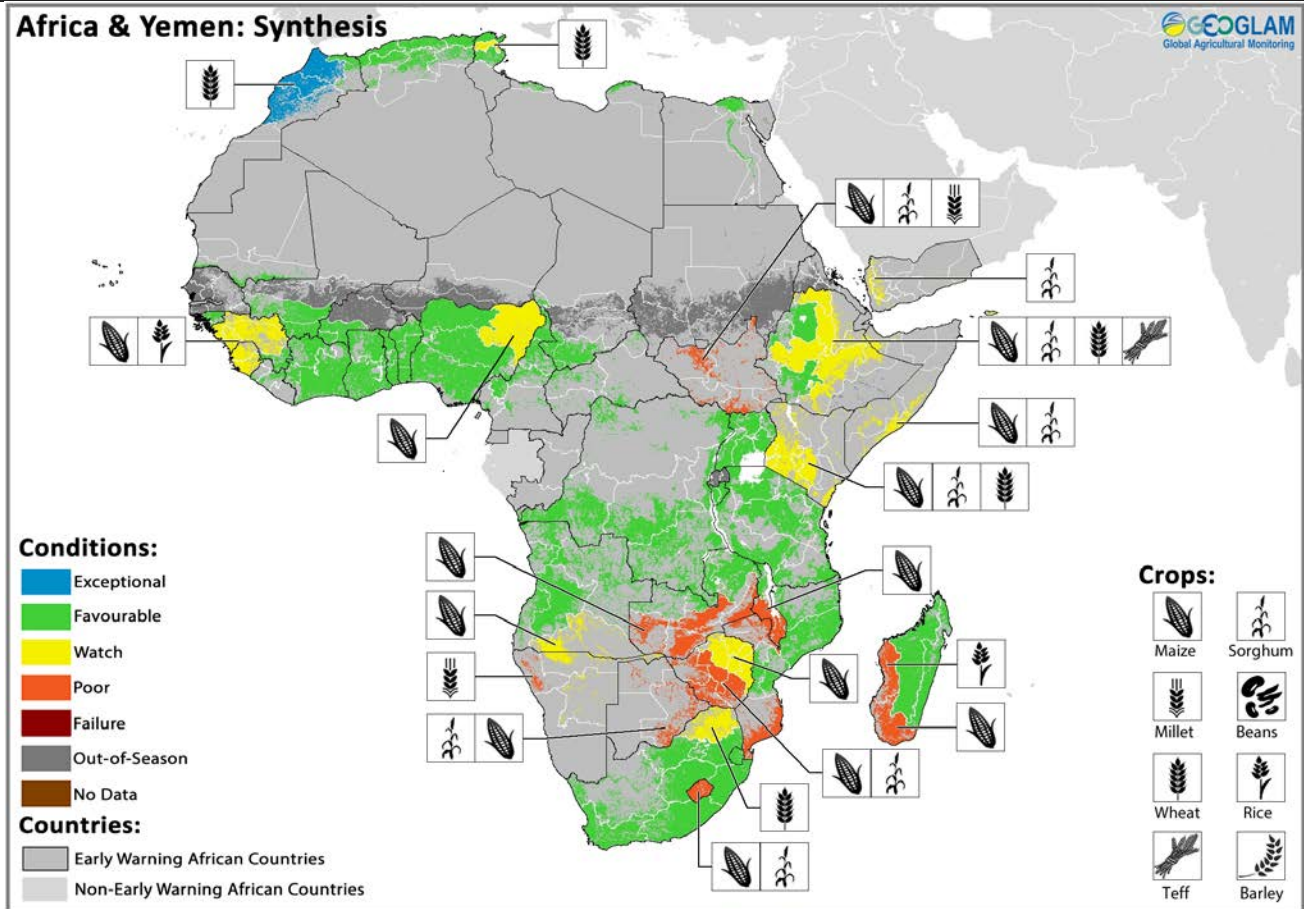 Africa & Yemen: Synthesis
GEOGLAM
Global Agricultural Monitoring
Conditions:
Exceptional
Favourable
Watch
Poor
Failure
Out-of-Season
No Data
Countries:
Early Warning African Countries
Non-Early Warning African Countries
Crops:
Maize
Sorghum
Millet
Beans
Wheat
Rice
Teff
Barley